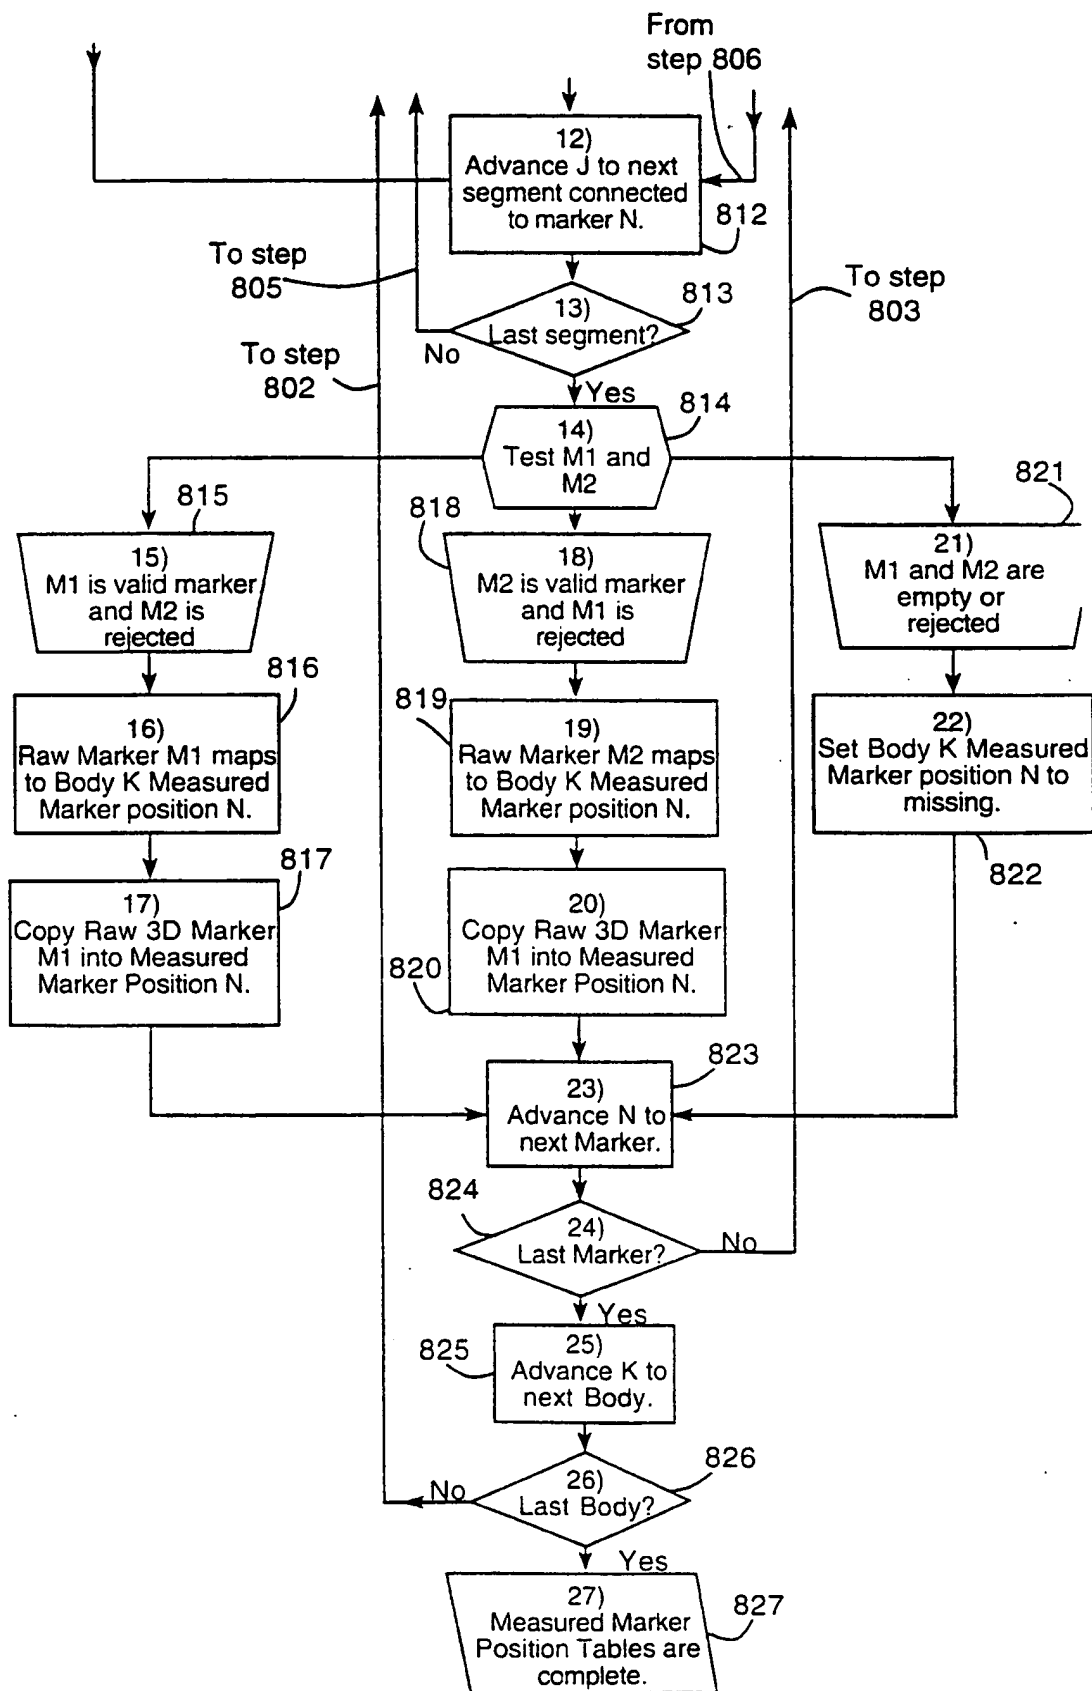 From
step 806
12)
Advance J to next
segment connected
to marker N.
812
To step
805
To step
803
813
13)
Last segment?
No
To step
802
Yes
814
14)
Test M1 and
M2
815
15)
M1 is valid marker
and M2 is
rejected
818
18)
M2 is valid marker
and M1 is
rejected
821
21)
M1 and M2 are
empty or
rejected
816
16)
Raw Marker M1 maps
to Body K Measured
Marker position N.
819
19)
Raw Marker M2 maps
to Body K Measured
Marker position N.
22)
Set Body K Measured
Marker position N to
missing.
822
817
17)
Copy Raw 3D Marker
M1 into Measured
Marker Position N.
820
20)
Copy Raw 3D Marker
M1 into Measured
Marker Position N.
823
23)
Advance N to
next Marker.
824
24)
Last Marker?
No
Yes
825
25)
Advance K to
next Body.
826
26)
Last Body?
No
Yes
27)
Measured Marker
Position Tables are
complete.
827